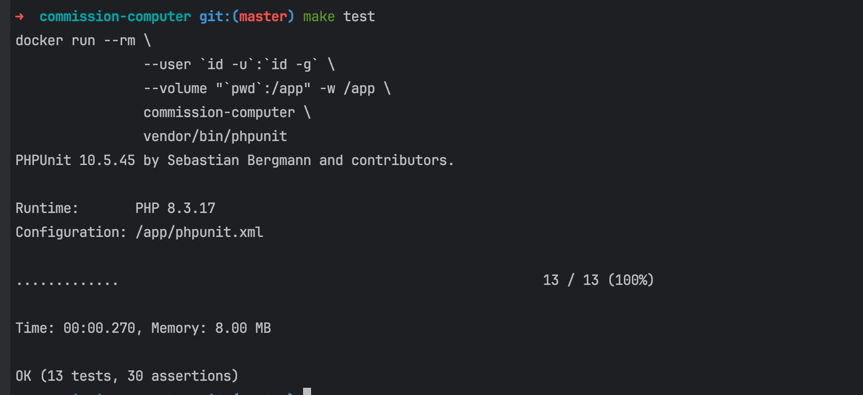 ➜  commission-computer git:(master) make test
docker run --rm \
                --user `id -u`:`id -g` \
                --volume "`pwd`:/app" -w /app \
                commission-computer \
                vendor/bin/phpunit
PHPUnit 10.5.45 by Sebastian Bergmann and contributors.
Runtime:       PHP 8.3.17
Configuration: /app/phpunit.xml
.............                                                     13 / 13 (100%)
Time: 00:00.270, Memory: 8.00 MB
OK (13 tests, 30 assertions)